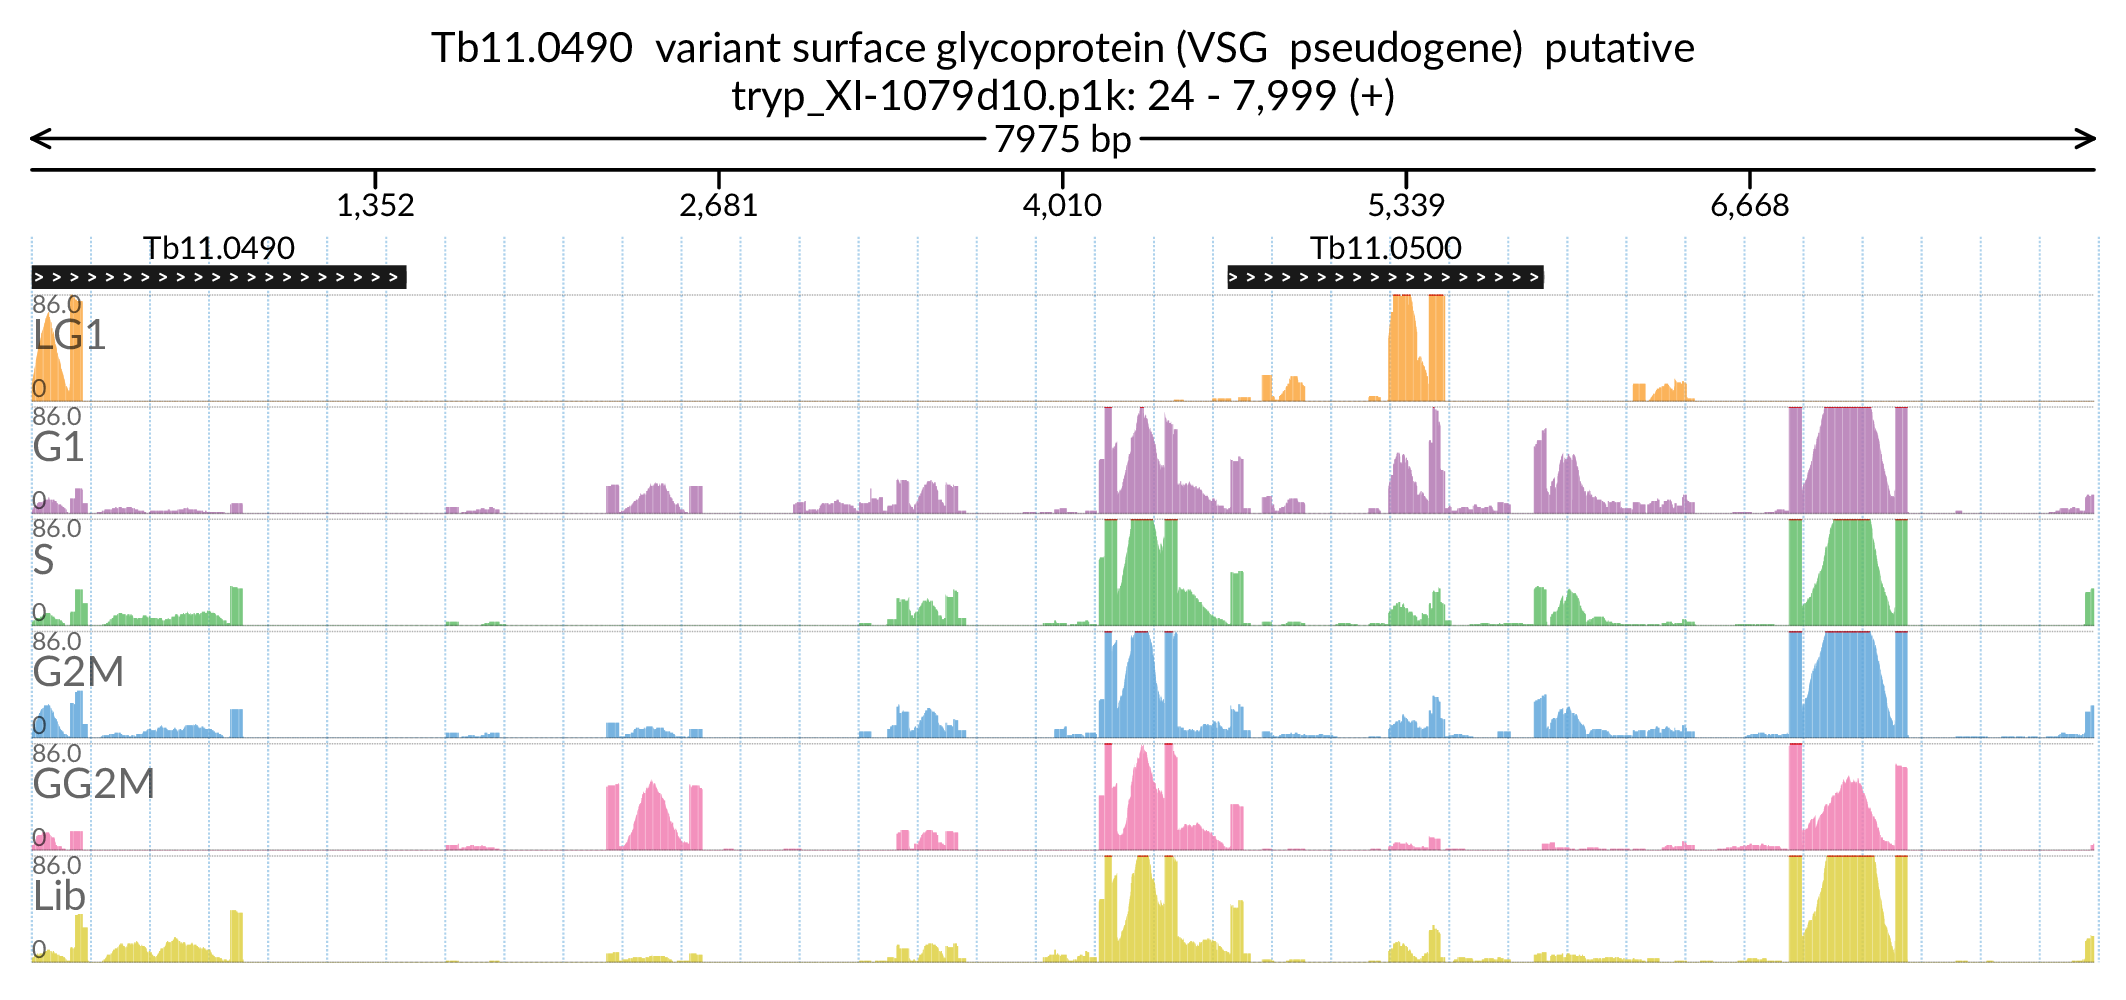 Tb11.0490  variant surface glycoprotein (VSG  pseudogene)  putative
tryp_XI-1079d10.p1k: 24 - 7,999 (+)
7975 bp
1,352 2,681 4,010 5,339 6,668
Tb11.0490 Tb11.0500
86.0
LG1
0
86.0
G1
0
86.0
S
0
86.0
G2M
0
86.0
GG2M
0
86.0
Lib
0